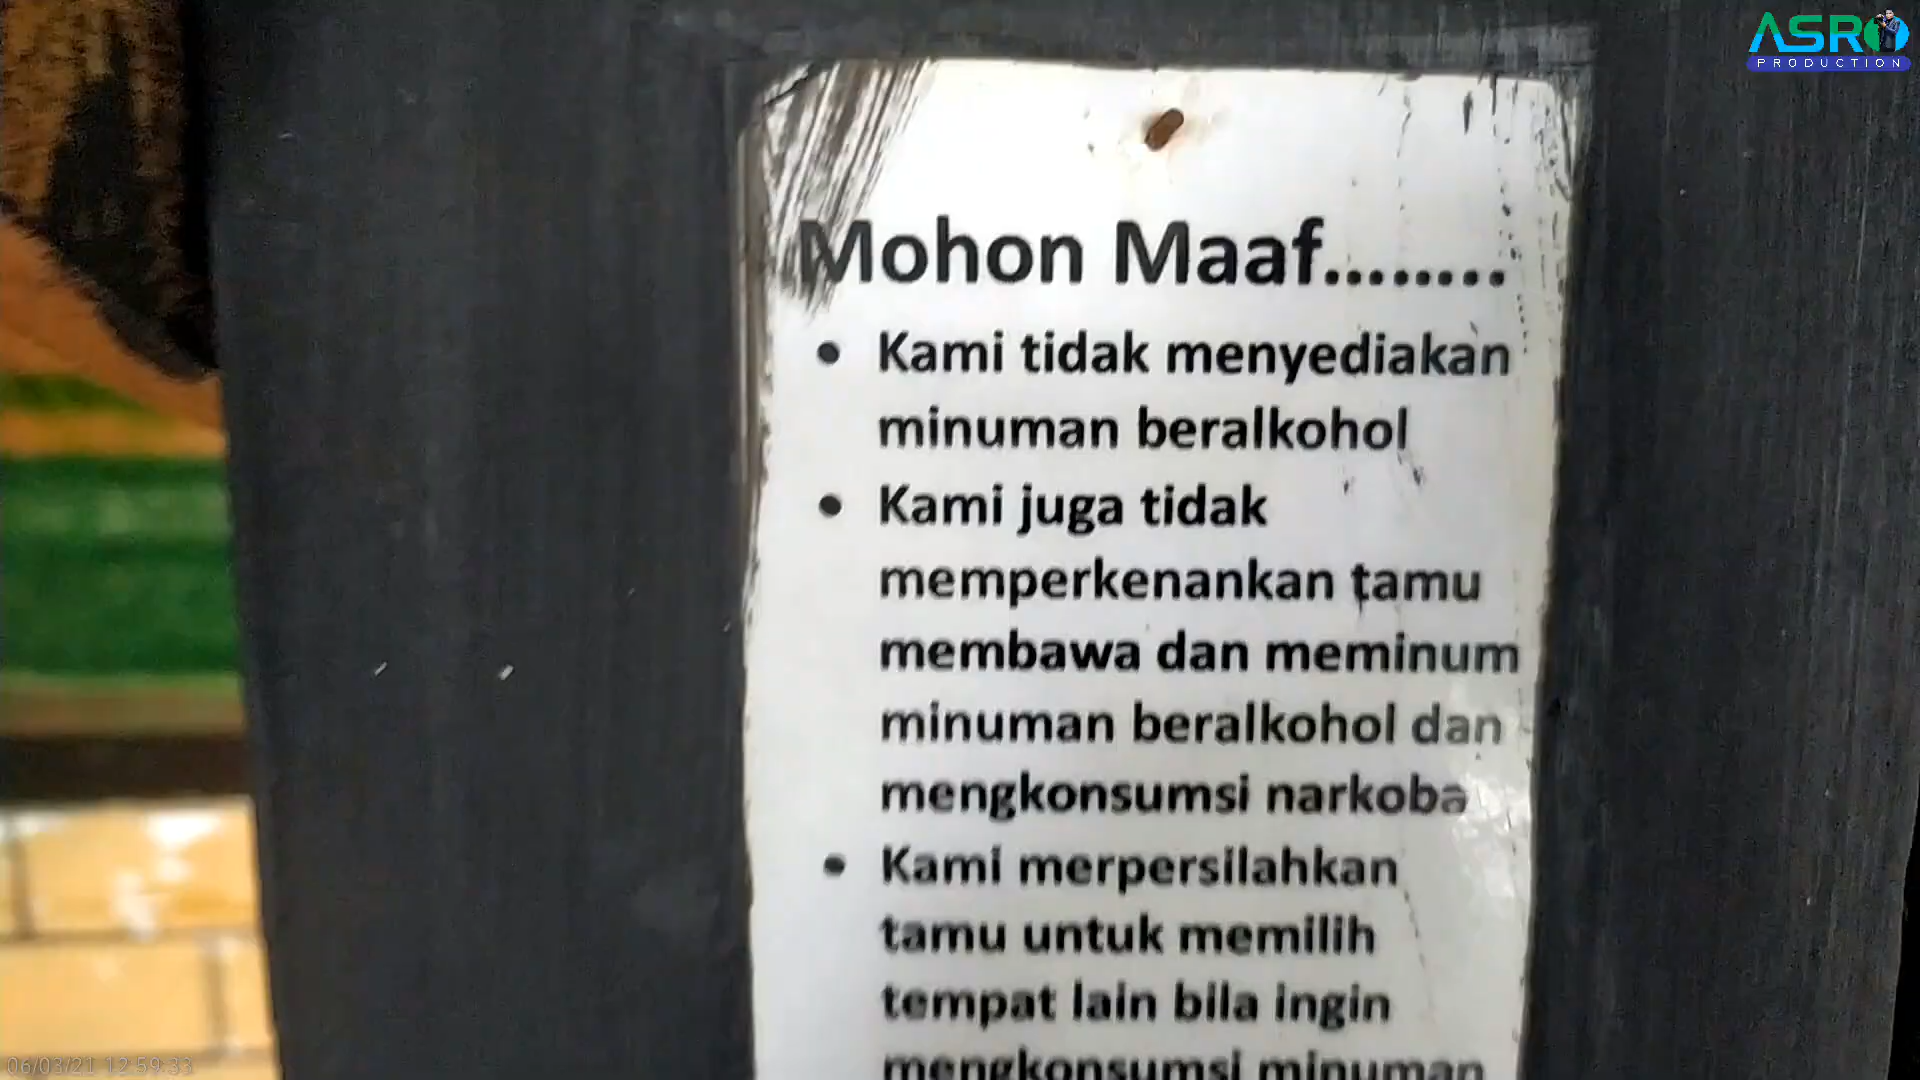 ASRO
PRODUCTION
Mohon Maaf........
• Kami tidak menyediakan
minuman beralkohol
• Kami juga tidak
memperkenankan tamu
membawa dan meminum
minuman beralkohol dan
mengkonsumsi narkoba
• Kami merpersilahkan
tamu untuk memilih
tempat lain bila ingin
mengkonsumsi minuman
06/03/21 12:59:33